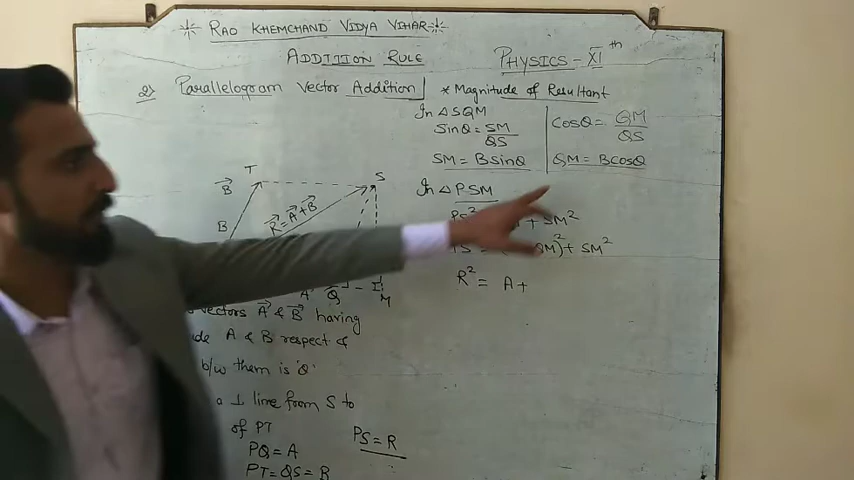 RAO KHEMCHAND VIDYA VIHAR
ADDITION RULE
PHYSICS - XI th
2) Parallelogram Vector Addition
* Magnitude of Resultant
In △SQM
Sinθ = SM/QS
SM = BSinθ
Cosθ = QM/QS
QM = BCosθ
In △PSM
PS² + SM²
QM)² + SM²
R² = A +
T
S
B⃗
B
R⃗ = A⃗ + B⃗
A
Q
M
vectors A⃗ & B⃗ having
A & B respect of
b/w them is 'θ'
⊥ line from S to
of PT
PS = R
PQ = A
PT = QS = B